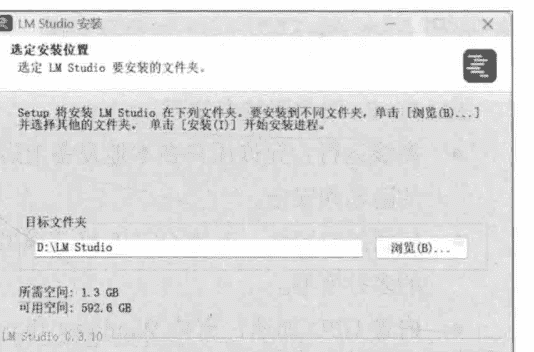 LM Studio 安装
选定安装位置
选定 LM Studio 要安装的文件夹。
Setup 将安装 LM Studio 在下列文件夹。要安装到不同文件夹，单击 [浏览(B)...]
并选择其他的文件夹。 单击 [安装(I)] 开始安装进程。
目标文件夹
D:\LM Studio
浏览(B)...
所需空间: 1.3 GB
可用空间: 592.6 GB
LM Studio 0.3.10